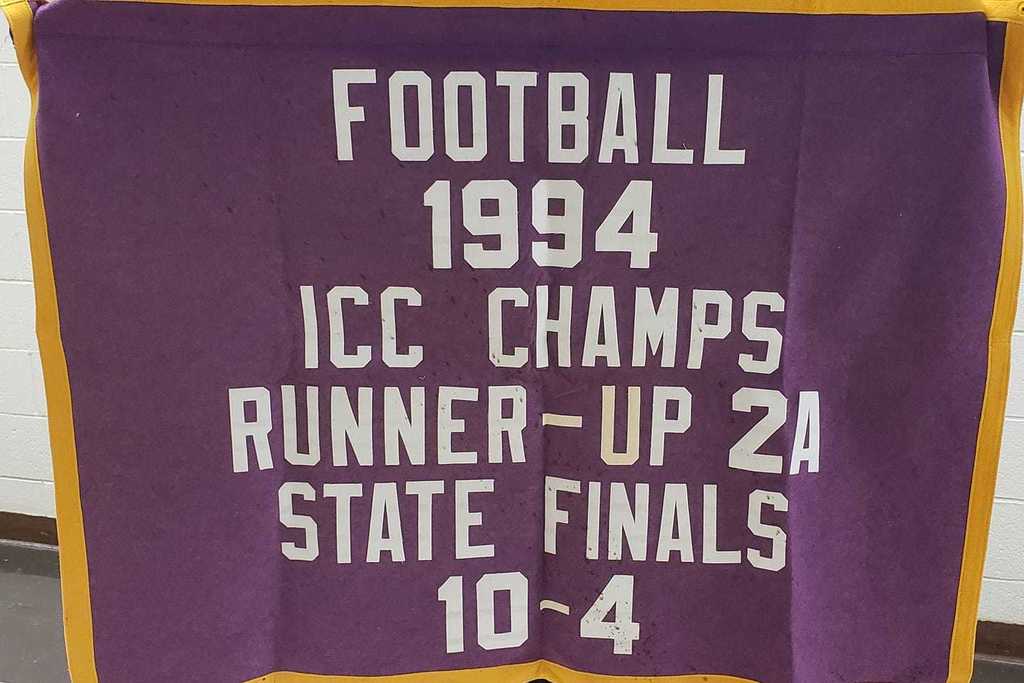 FOOTBALL
1994
ICC CHAMPS
RUNNER-UP 2A
STATE FINALS
10-4